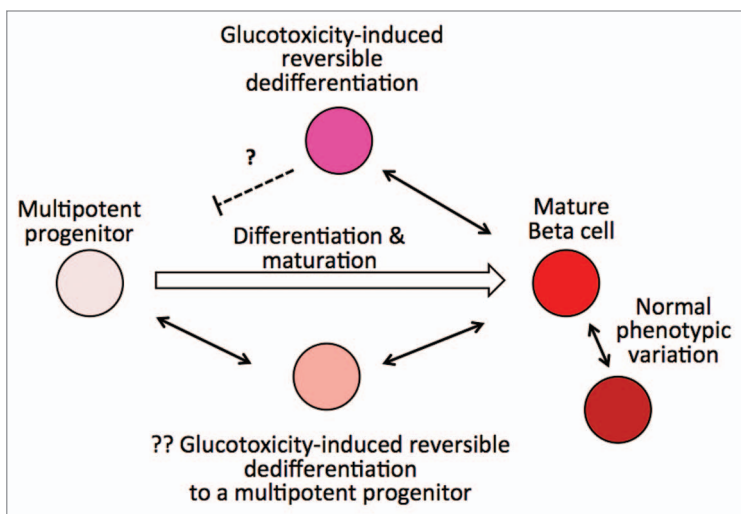 Glucotoxicity-induced
reversible
dedifferentiation
?
Multipotent
progenitor
Differentiation &
maturation
Mature
Beta cell
Normal
phenotypic
variation
?? Glucotoxicity-induced reversible
dedifferentiation
to a multipotent progenitor